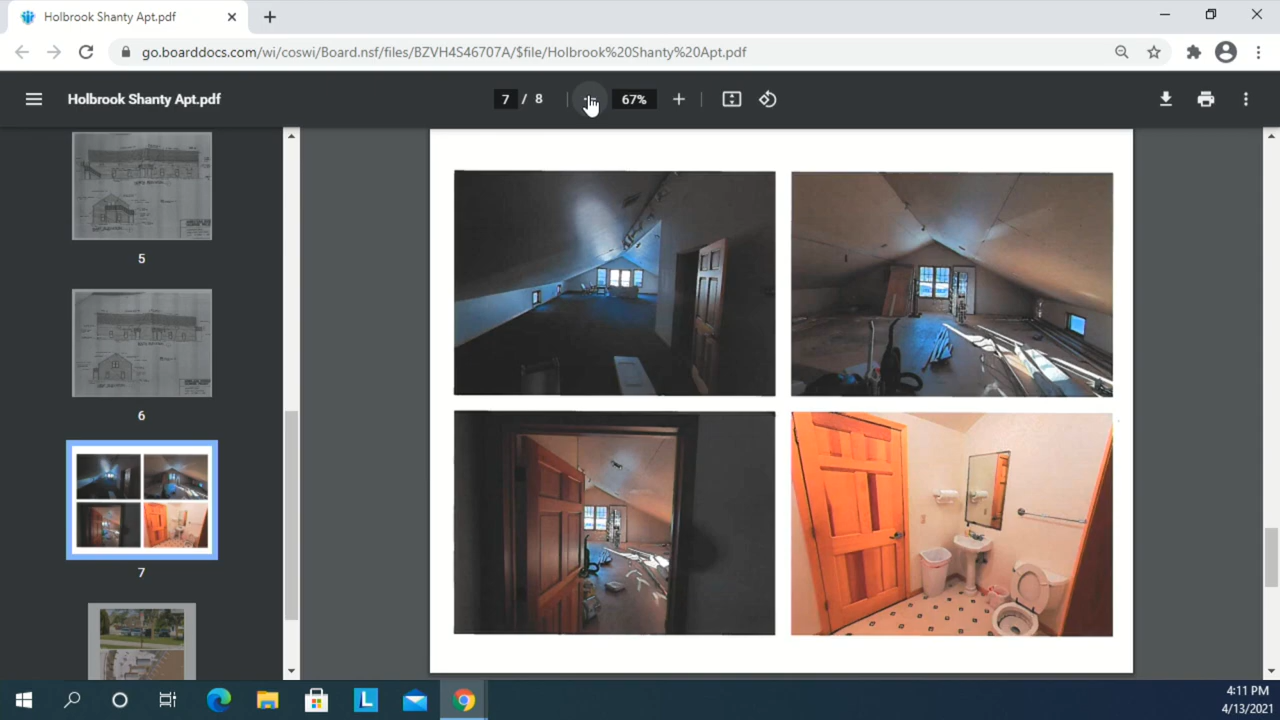 Holbrook Shanty Apt.pdf
go.boarddocs.com/wi/coswi/Board.nsf/files/BZVH4S46707A/$file/Holbrook%20Shanty%20Apt.pdf
Holbrook Shanty Apt.pdf
7 / 8
67%
5
6
7
L
4:11 PM
4/13/2021